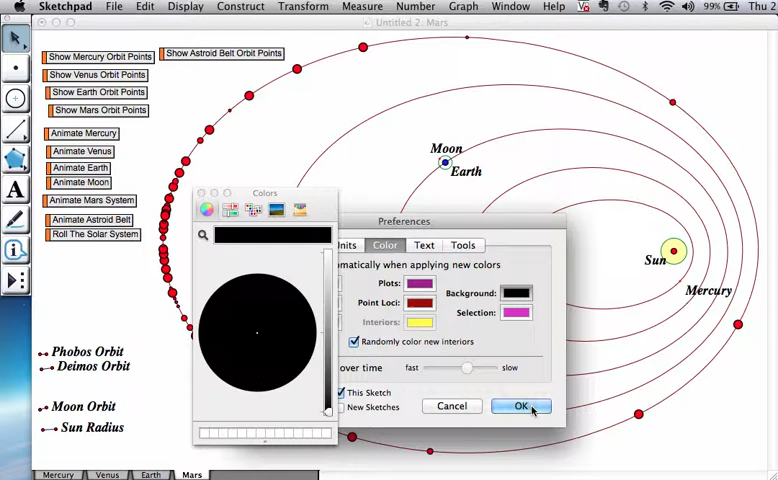 Sketchpad File Edit Display Construct Transform Measure Number Graph Window Help 99% Thu 2
Untitled 2: Mars
Show Mercury Orbit Points
Show Astroid Belt Orbit Points
Show Venus Orbit Points
Show Earth Orbit Points
Show Mars Orbit Points
Animate Mercury
Animate Venus
Animate Earth
Animate Moon
Animate Mars System
Animate Astroid Belt
Roll The Solar System
Moon
Earth
Sun
Mercury
Colors
Preferences
Units Color Text Tools
omatically when applying new colors
Plots:
Background:
Point Loci:
Selection:
Interiors:
Randomly color new interiors
over time fast slow
This Sketch
New Sketches
Cancel OK
Phobos Orbit
Deimos Orbit
Moon Orbit
Sun Radius
Mercury Venus Earth Mars